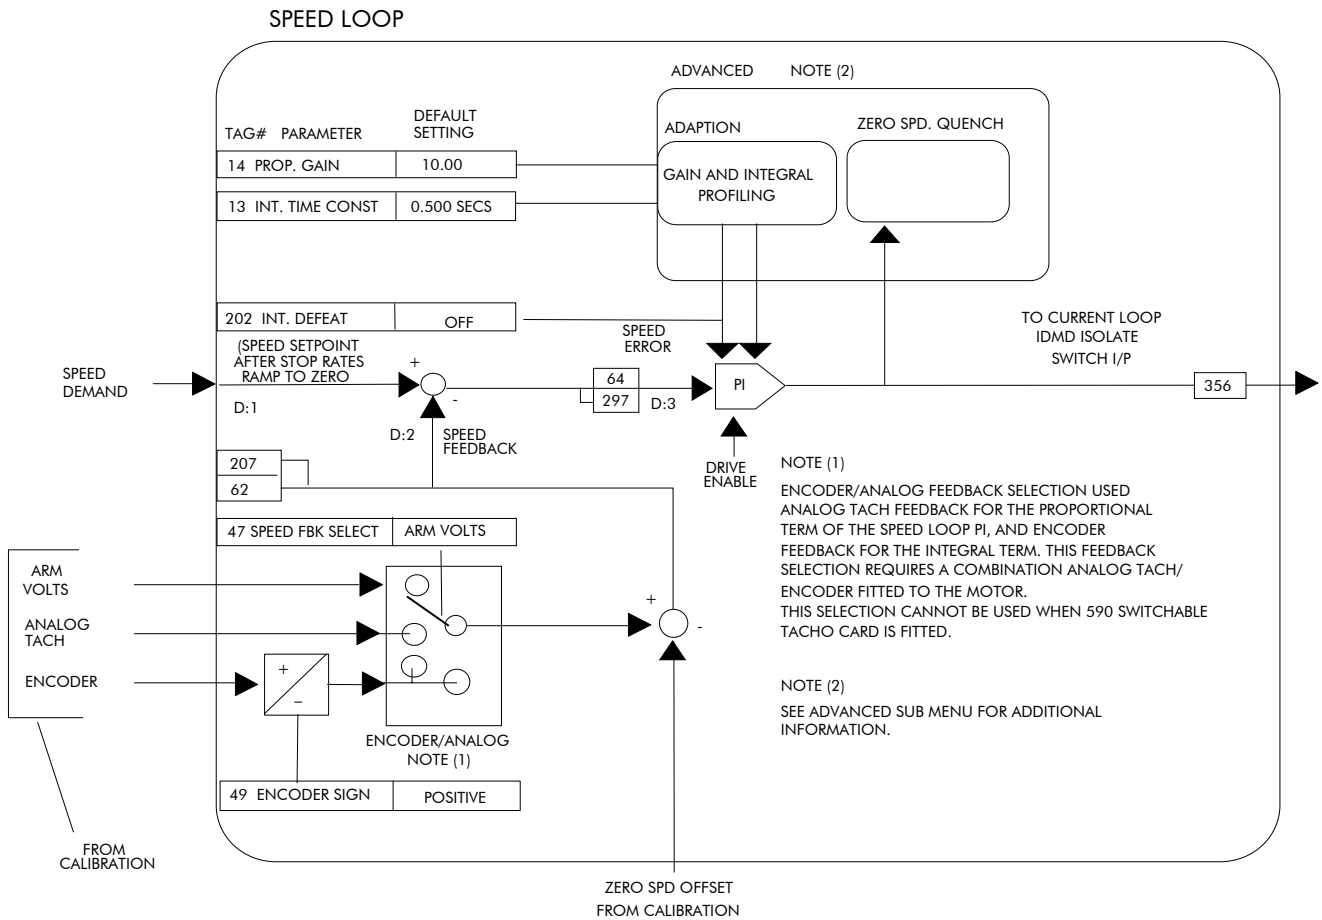 SPEED LOOP
ADVANCED NOTE (2)
TAG# PARAMETER
DEFAULT
SETTING
ADAPTION
ZERO SPD. QUENCH
14 PROP. GAIN 10.00
GAIN AND INTEGRAL
PROFILING
13 INT. TIME CONST 0.500 SECS
202 INT. DEFEAT OFF
SPEED
ERROR
TO CURRENT LOOP
IDMD ISOLATE
SWITCH I/P
SPEED
DEMAND
(SPEED SETPOINT
AFTER STOP RATES
RAMP TO ZERO
+
-
D:1
64
297
D:3
PI
356
D:2
SPEED
FEEDBACK
DRIVE
ENABLE
207
62
NOTE (1)
ENCODER/ANALOG FEEDBACK SELECTION USED
ANALOG TACH FEEDBACK FOR THE PROPORTIONAL
TERM OF THE SPEED LOOP PI, AND ENCODER
FEEDBACK FOR THE INTEGRAL TERM. THIS FEEDBACK
SELECTION REQUIRES A COMBINATION ANALOG TACH/
ENCODER FITTED TO THE MOTOR.
THIS SELECTION CANNOT BE USED WHEN 590 SWITCHABLE
TACHO CARD IS FITTED.
47 SPEED FBK SELECT ARM VOLTS
ARM
VOLTS
ANALOG
TACH
ENCODER
+
-
+
-
NOTE (2)
SEE ADVANCED SUB MENU FOR ADDITIONAL
INFORMATION.
ENCODER/ANALOG
NOTE (1)
49 ENCODER SIGN POSITIVE
FROM
CALIBRATION
ZERO SPD OFFSET
FROM CALIBRATION